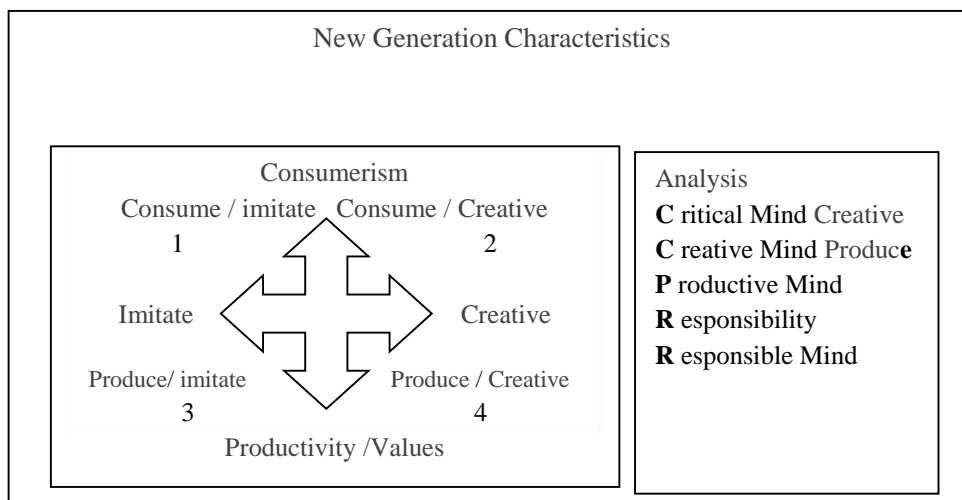 New Generation Characteristics
Consumerism
Consume / imitate Consume / Creative
1 2
Imitate Creative
Produce/ imitate Produce / Creative
3 4
Productivity /Values
Analysis
C ritical Mind Creative
C reative Mind Produce
P roductive Mind
R esponsibility
R esponsible Mind